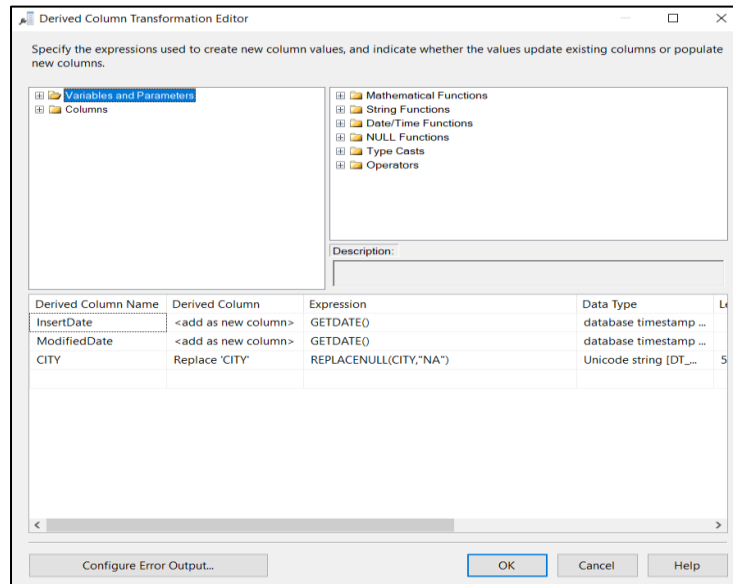 Derived Column Transformation Editor
Specify the expressions used to create new column values, and indicate whether the values update existing columns or populate
new columns.
Variables and Parameters
Columns
Mathematical Functions
String Functions
Date/Time Functions
NULL Functions
Type Casts
Operators
Description:
Derived Column Name Derived Column Expression Data Type Le
InsertDate <add as new column> GETDATE() database timestamp ...
ModifiedDate <add as new column> GETDATE() database timestamp ...
CITY Replace 'CITY' REPLACENULL(CITY,"NA") Unicode string [DT_... 5
Configure Error Output... OK Cancel Help